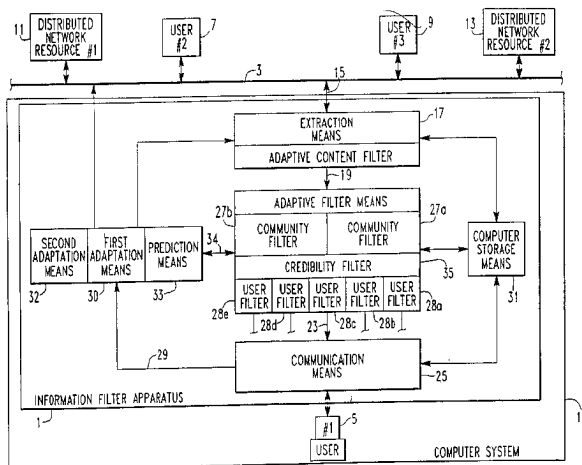 11
DISTRIBUTED
NETWORK
RESOURCE #1
USER
#2
7
USER
#3
9
13
DISTRIBUTED
NETWORK
RESOURCE #2
3
15
17
EXTRACTION
MEANS
ADAPTIVE CONTENT FILTER
19
27b
ADAPTIVE FILTER MEANS
27a
COMMUNITY
FILTER
COMMUNITY
FILTER
34
SECOND
ADAPTATION
MEANS
FIRST
ADAPTATION
MEANS
PREDICTION
MEANS
COMPUTER
STORAGE
MEANS
CREDIBILITY FILTER
35
32
30
33
31
USER
FILTER
USER
FILTER
USER
FILTER
USER
FILTER
USER
FILTER
28e
28d
28c
28b
28a
23
29
COMMUNICATION
MEANS
25
INFORMATION FILTER APPARATUS
1
5
#1
USER
COMPUTER SYSTEM
1